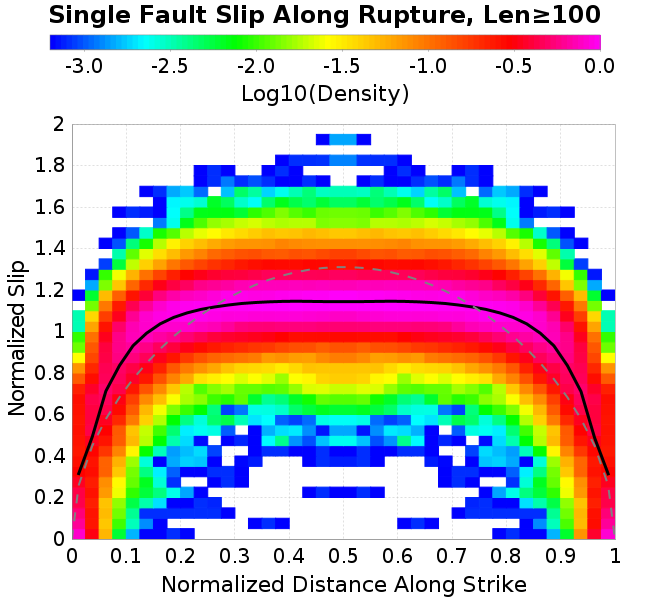 Single Fault Slip Along Rupture, Len≥100
-3.0 -2.5 -2.0 -1.5 -1.0 -0.5 0.0
Log10(Density)
2
1.8
1.6
1.4
1.2
1
0.8
0.6
0.4
0.2
0
Normalized Slip
0 0.1 0.2 0.3 0.4 0.5 0.6 0.7 0.8 0.9 1
Normalized Distance Along Strike